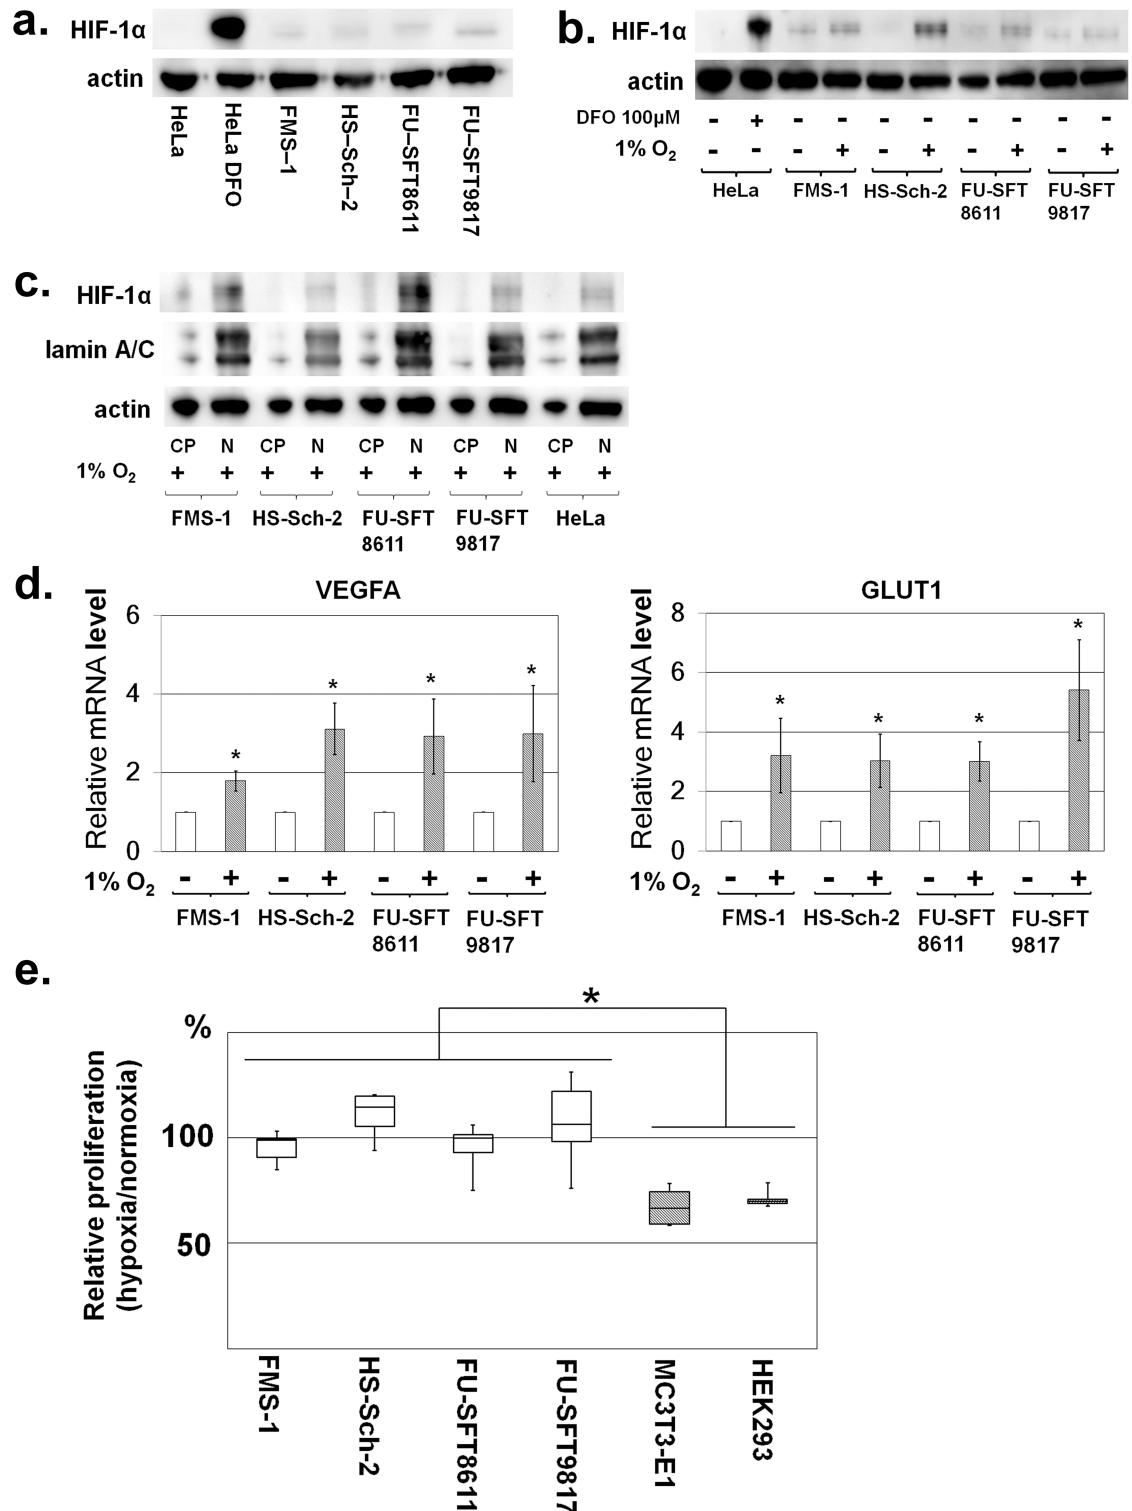 a.
HIF-1α
actin
HeLa
HeLa DFO
FMS–1
HS–Sch–2
FU–SFT8611
FU–SFT9817
b.
HIF-1α
actin
DFO 100µM - + - - - - - - - -
1% O2 - - - + - + - + - +
HeLa FMS-1 HS-Sch-2 FU-SFT FU-SFT
8611 9817
c.
HIF-1α
lamin A/C
actin
CP N CP N CP N CP N CP N
1% O2 + + + + + + + + + +
FMS-1 HS-Sch-2 FU-SFT FU-SFT HeLa
8611 9817
d.
VEGFA
Relative mRNA level
6
4
2
0
* * * *
1% O2 - + - + - + - +
FMS-1 HS-Sch-2 FU-SFT FU-SFT
8611 9817
GLUT1
Relative mRNA level
8
6
4
2
0
* * * *
1% O2 - + - + - + - +
FMS-1 HS-Sch-2 FU-SFT FU-SFT
8611 9817
e.
*
%
100
50
Relative proliferation
(hypoxia/normoxia)
FMS-1
HS-Sch-2
FU-SFT8611
FU-SFT9817
MC3T3-E1
HEK293